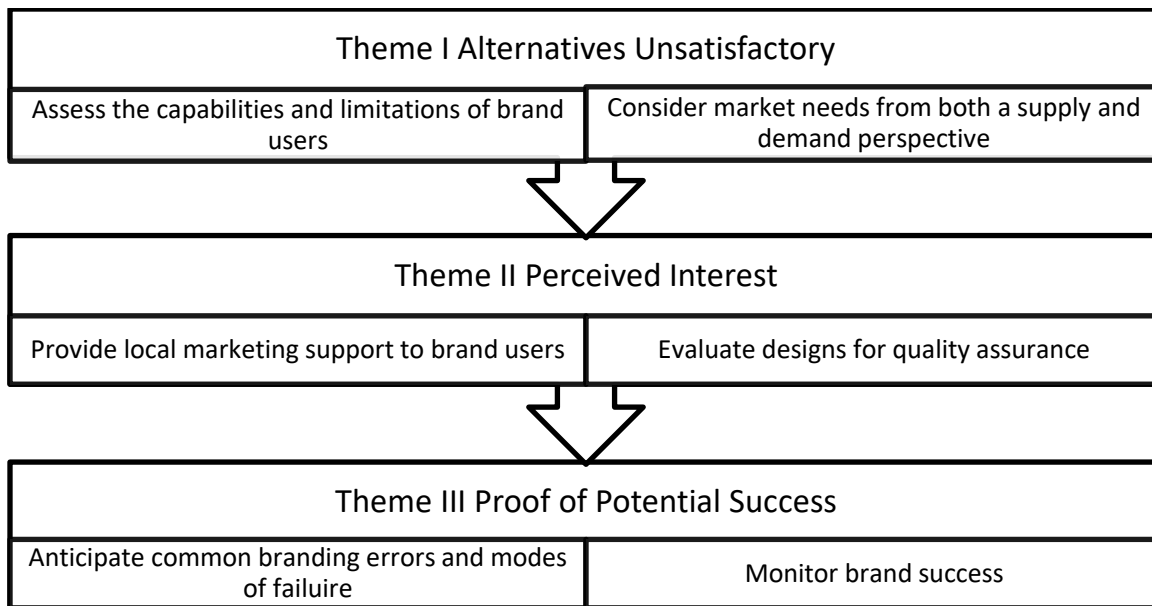 Theme I Alternatives Unsatisfactory
Assess the capabilities and limitations of brand
users
Consider market needs from both a supply and
demand perspective
Theme II Perceived Interest
Provide local marketing support to brand users
Evaluate designs for quality assurance
Theme III Proof of Potential Success
Anticipate common branding errors and modes
of failuire
Monitor brand success